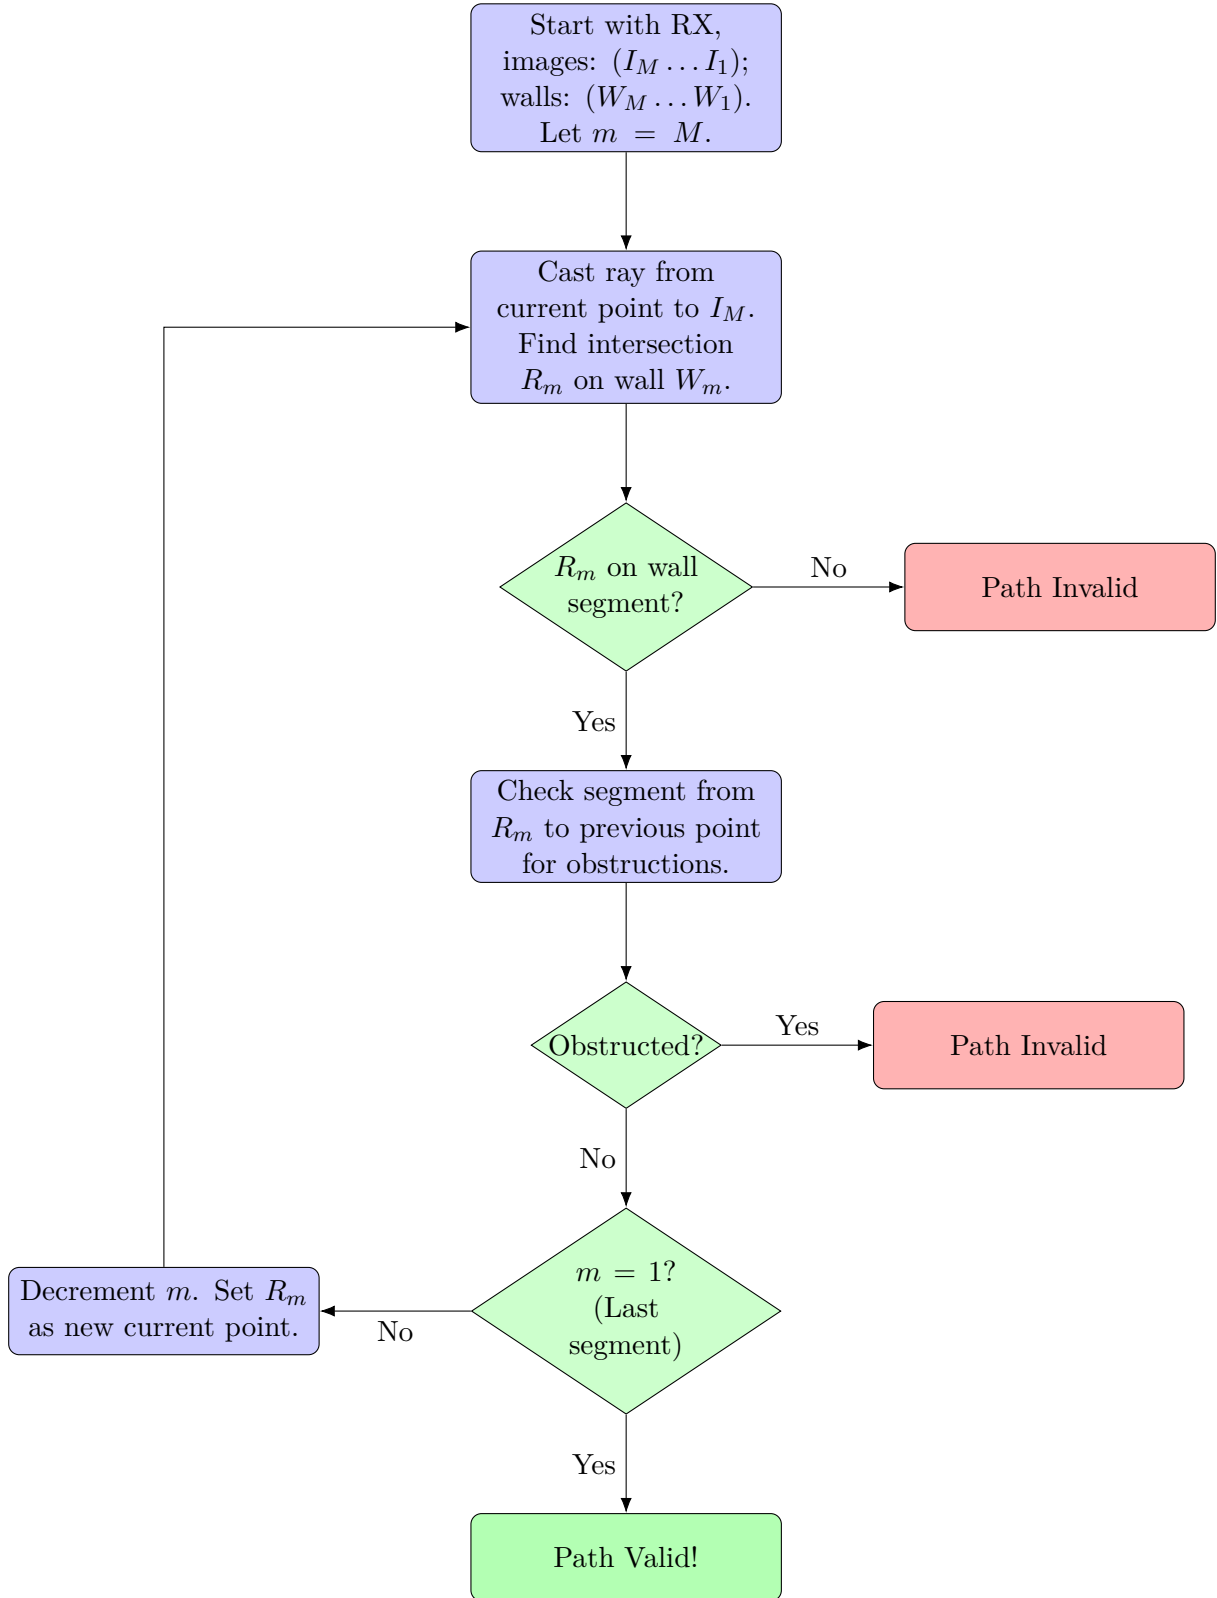 Start with RX,
images: (I_M … I_1);
walls: (W_M … W_1).
Let m = M.
Cast ray from
current point to I_M.
Find intersection
R_m on wall W_m.
R_m on wall
segment?
No
Path Invalid
Yes
Check segment from
R_m to previous point
for obstructions.
Obstructed?
Yes
Path Invalid
No
m = 1?
(Last
segment)
No
Decrement m. Set R_m
as new current point.
Yes
Path Valid!